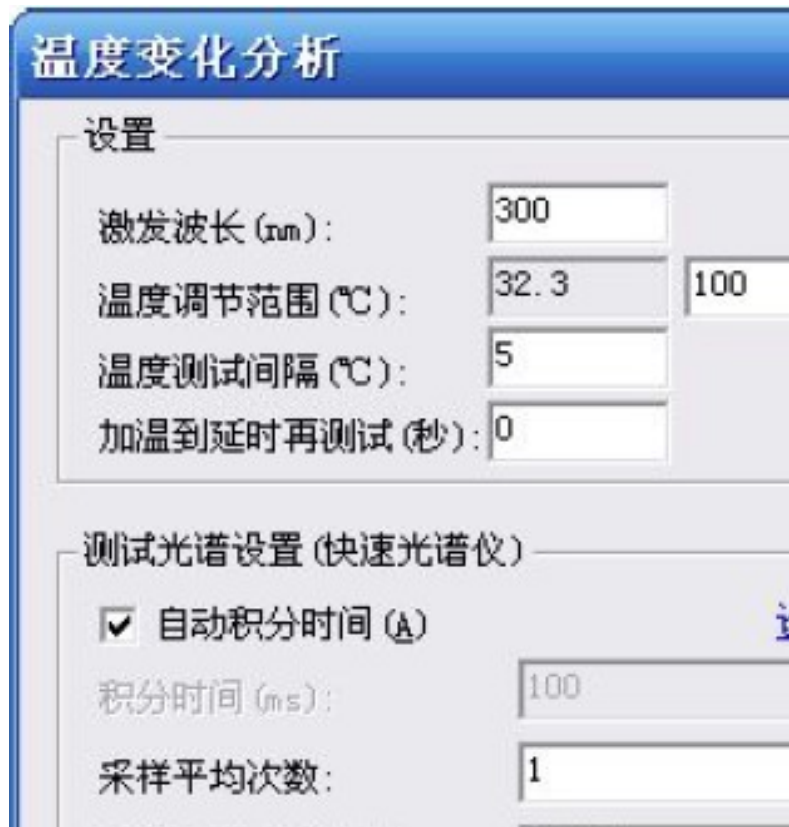 温度变化分析
设置
激发波长(nm): 300
温度调节范围(℃): 32.3 100
温度测试间隔(℃): 5
加温到延时再测试(秒): 0
测试光谱设置(快速光谱仪)
自动积分时间(A)
积分时间(ms): 100
采样平均次数: 1